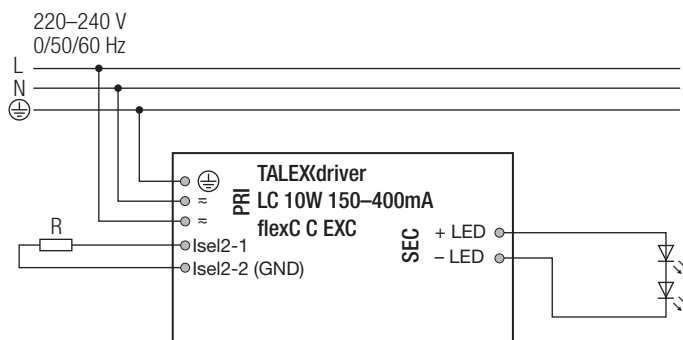 220–240 V
0/50/60 Hz
L
N
PRI
≂
≂
TALEXXdriver
LC 10W 150–400mA
flexC C EXC
R
Isel2-1
Isel2-2 (GND)
SEC
+ LED
– LED